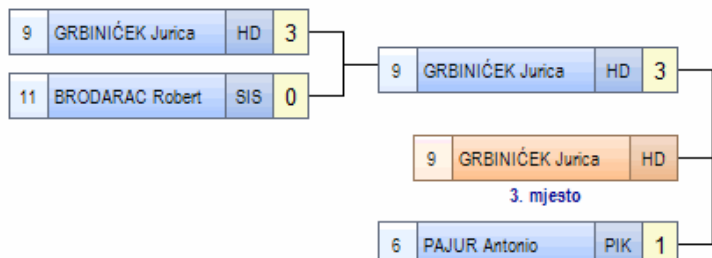 9 GRBINIĆEK Jurica HD 3
11 BRODARAC Robert SIS 0
9 GRBINIĆEK Jurica HD 3
9 GRBINIĆEK Jurica HD
3. mjesto
6 PAJUR Antonio PIK 1